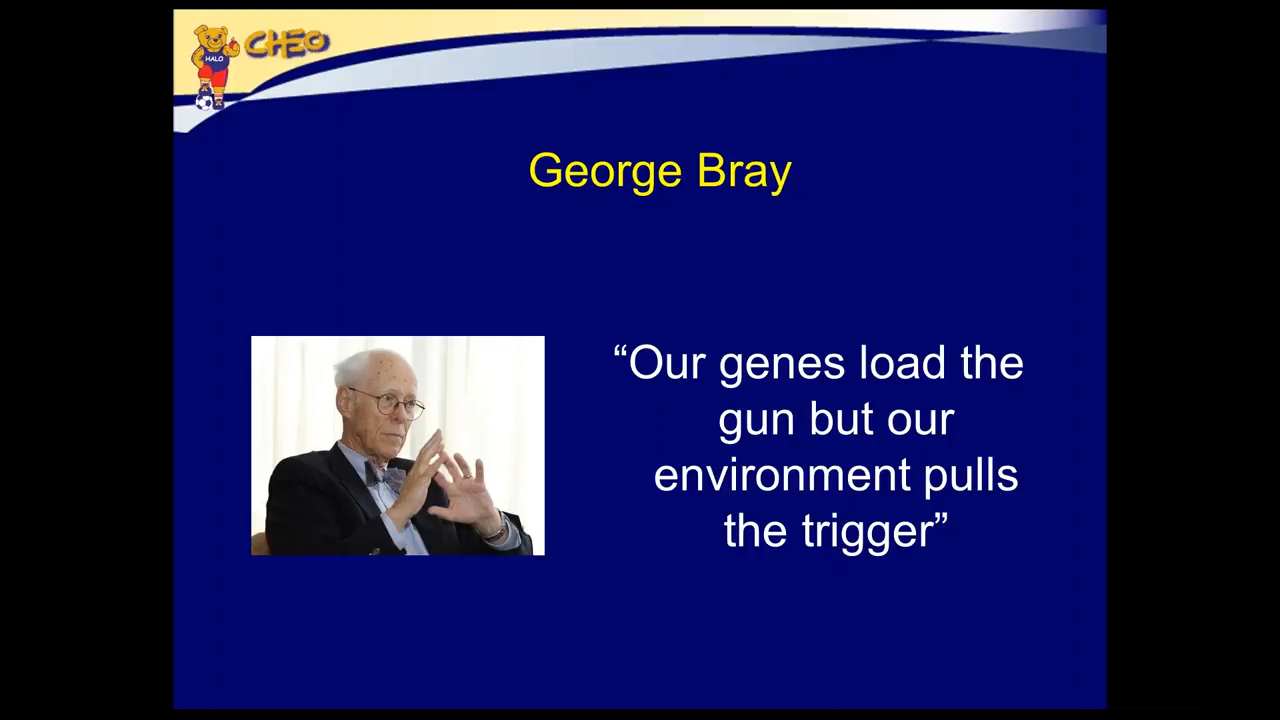 CHEO
HALO
George Bray
“Our genes load the
gun but our
environment pulls
the trigger”